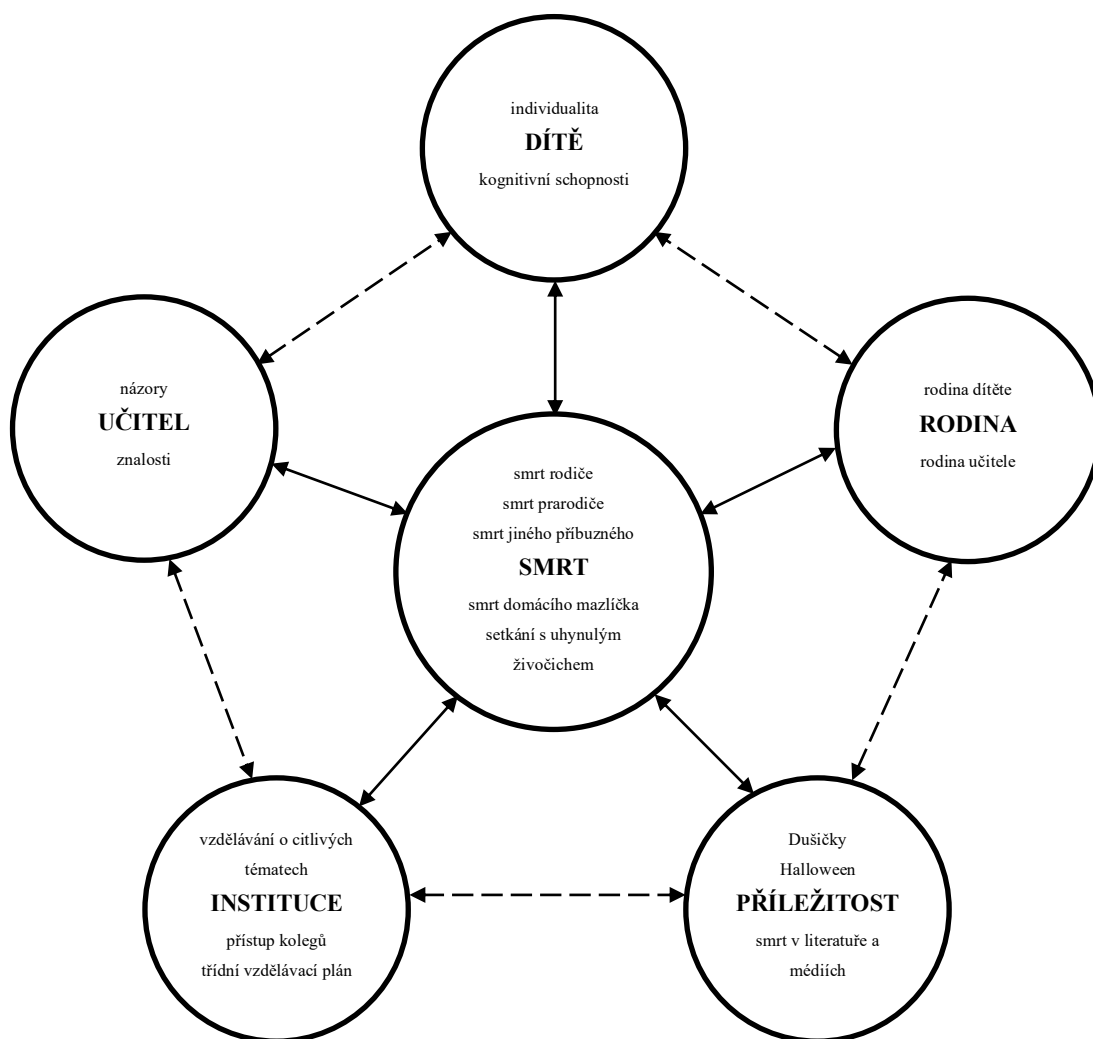 individualita
DÍTĚ
kognitivní schopnosti
názory
UČITEL
znalosti
rodina dítěte
RODINA
rodina učitele
smrt rodiče
smrt prarodiče
smrt jiného příbuzného
SMRT
smrt domácího mazlíčka
setkání s uhynulým
živočichem
vzdělávání o citlivých
tématech
INSTITUCE
přístup kolegů
třídní vzdělávací plán
Dušičky
Halloween
PŘÍLEŽITOST
smrt v literatuře a
médiích